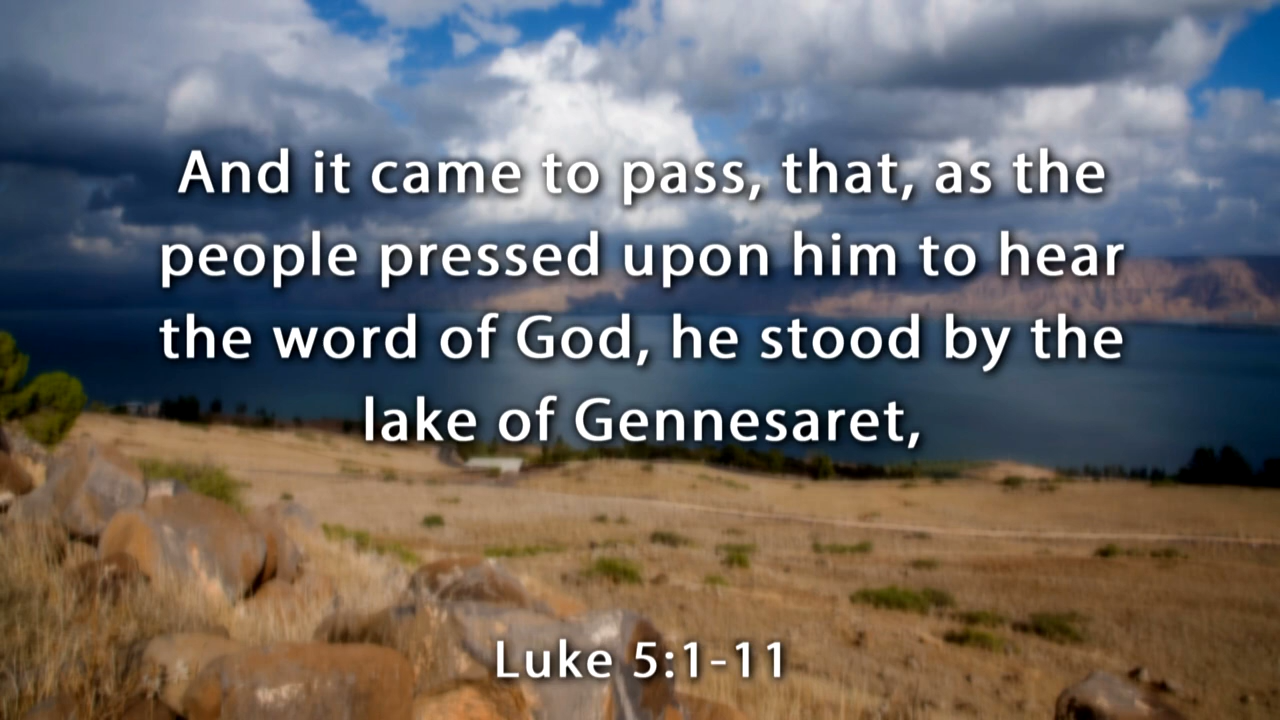 And it came to pass, that, as the
people pressed upon him to hear
the word of God, he stood by the
lake of Gennesaret,
Luke 5:1-11